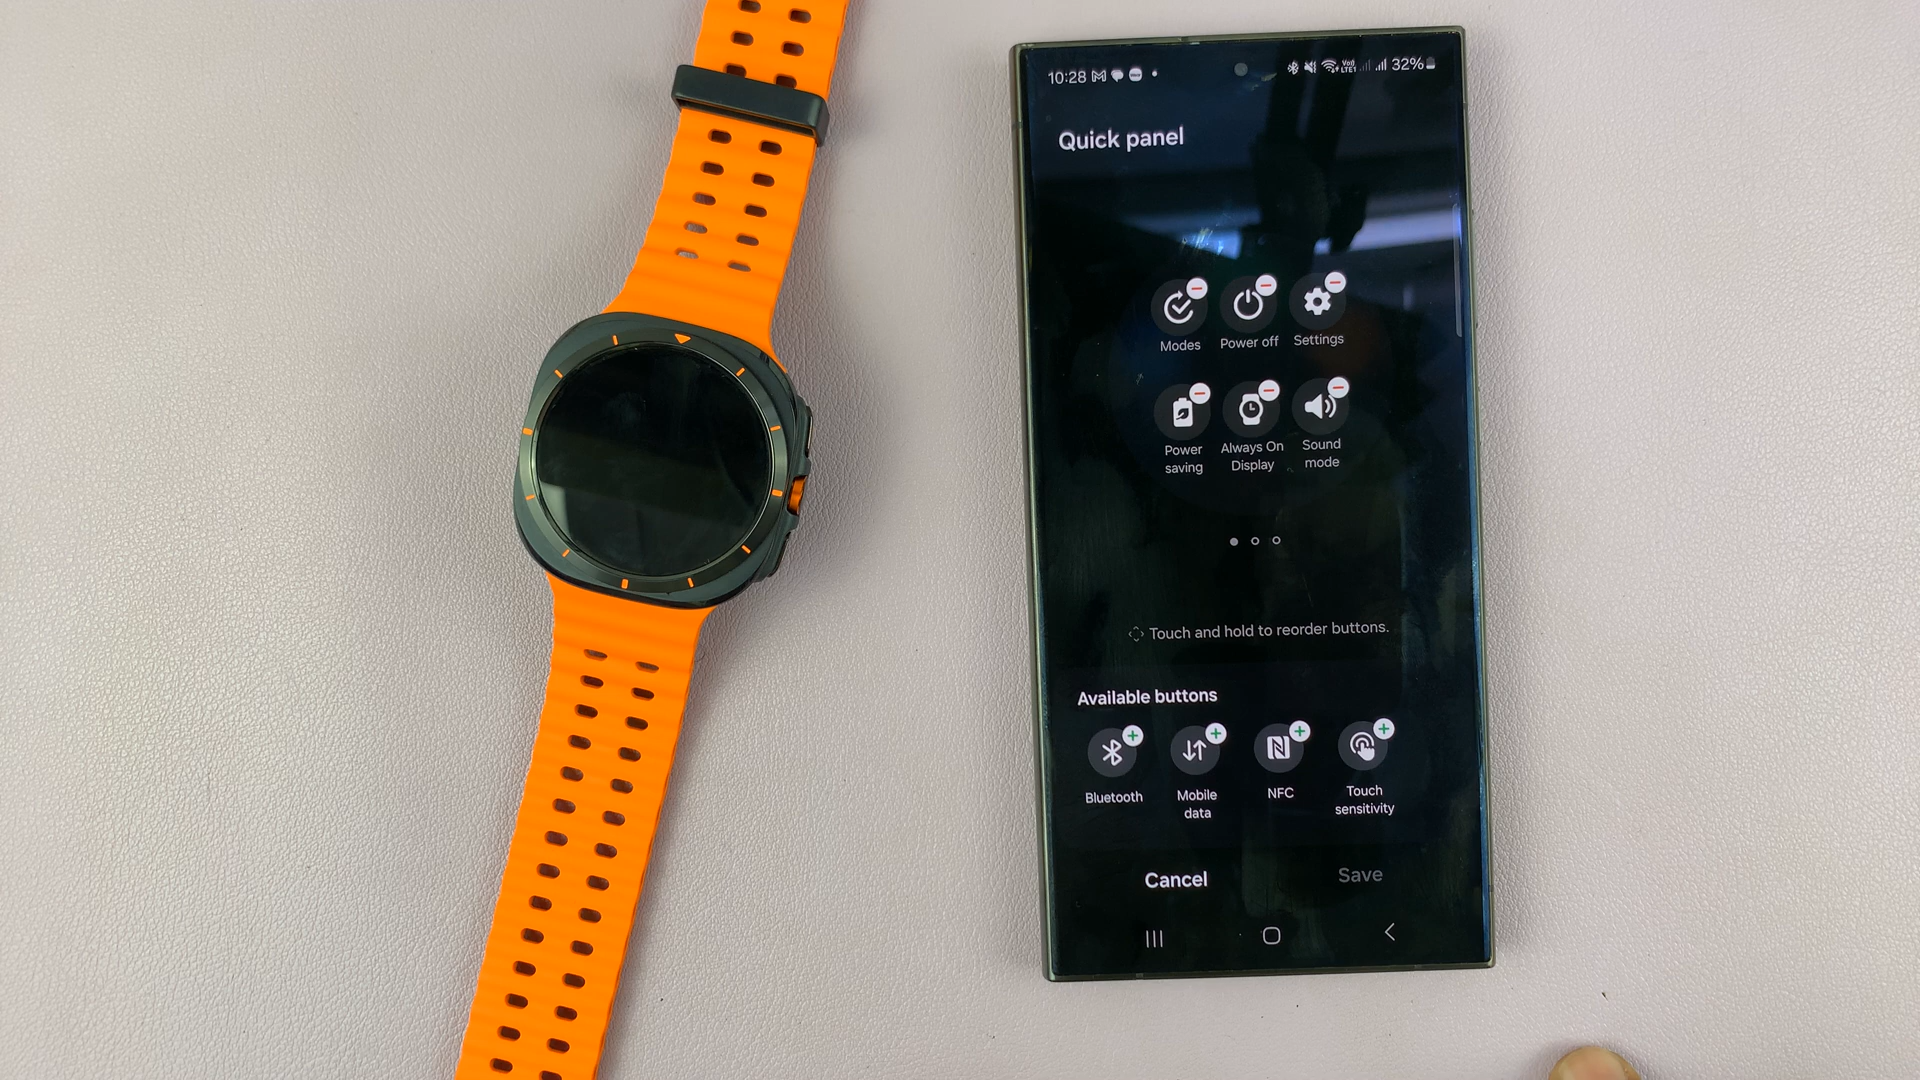 10:28
32%
Quick panel
Modes
Power off
Settings
Power
saving
Always On
Display
Sound
mode
Touch and hold to reorder buttons.
Available buttons
Bluetooth
Mobile
data
NFC
Touch
sensitivity
Cancel
Save